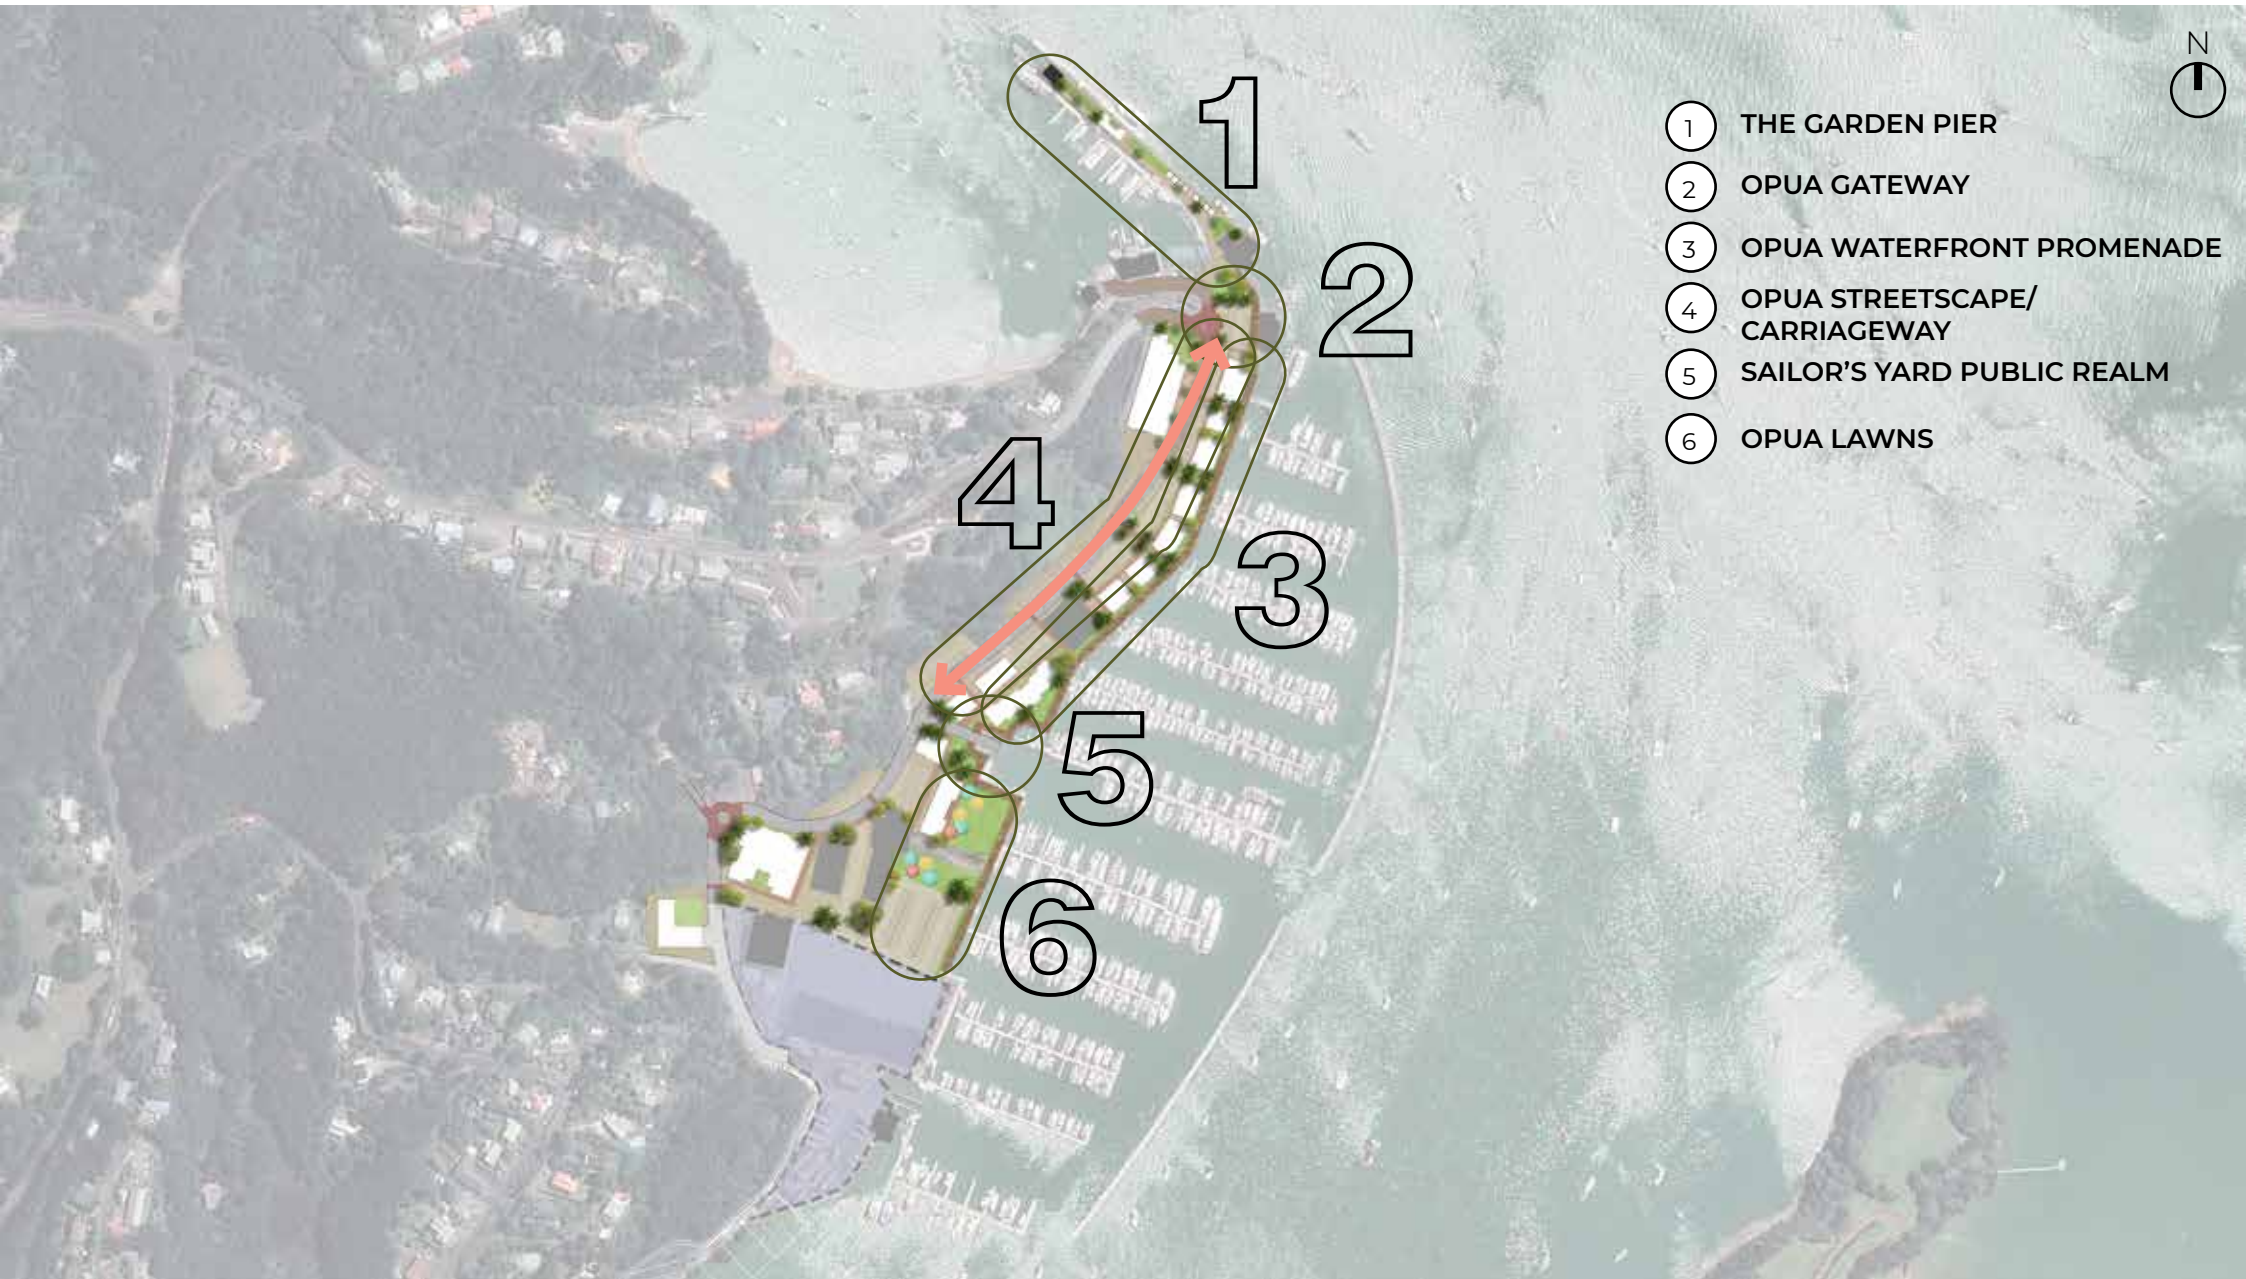 N
1
1 THE GARDEN PIER
2 OPUA GATEWAY
3 OPUA WATERFRONT PROMENADE
4 OPUA STREETSCAPE/
CARRIAGEWAY
5 SAILOR'S YARD PUBLIC REALM
6 OPUA LAWNS
2
4
3
5
6